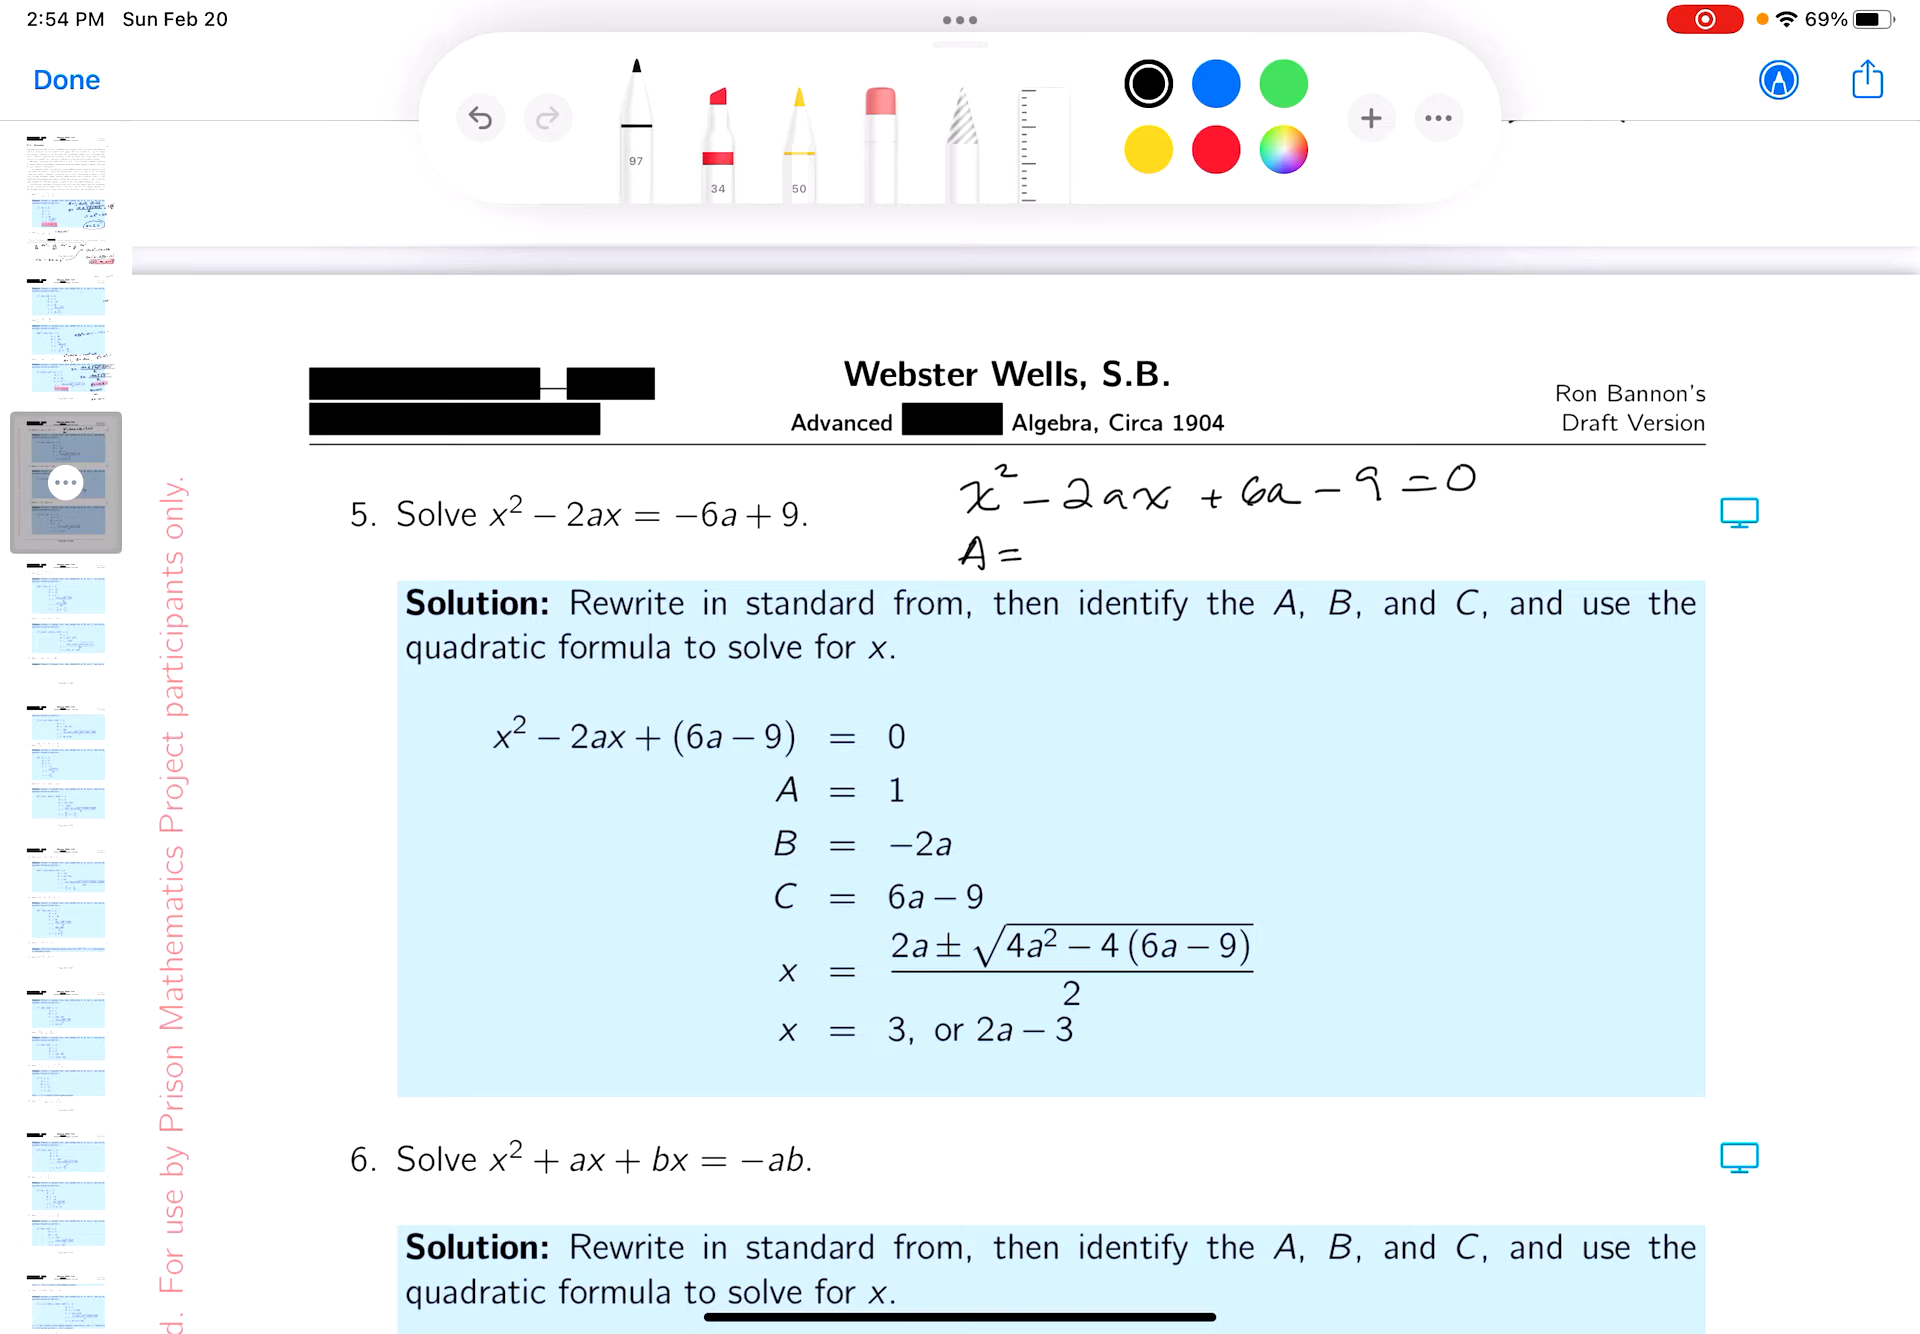 2:54 PM Sun Feb 20
69%
Done
97
34
50
Webster Wells, S.B.
Advanced Algebra, Circa 1904
Ron Bannon's
Draft Version
x² − 2ax + 6a − 9 = 0
5. Solve x² − 2ax = −6a + 9.
A =
Solution: Rewrite in standard from, then identify the A, B, and C, and use the
quadratic formula to solve for x.
x² − 2ax + (6a − 9) = 0
A = 1
B = −2a
C = 6a − 9
x = (2a ± √(4a² − 4 (6a − 9))) / 2
x = 3, or 2a − 3
6. Solve x² + ax + bx = −ab.
Solution: Rewrite in standard from, then identify the A, B, and C, and use the
quadratic formula to solve for x.
d. For use by Prison Mathematics Project participants only.